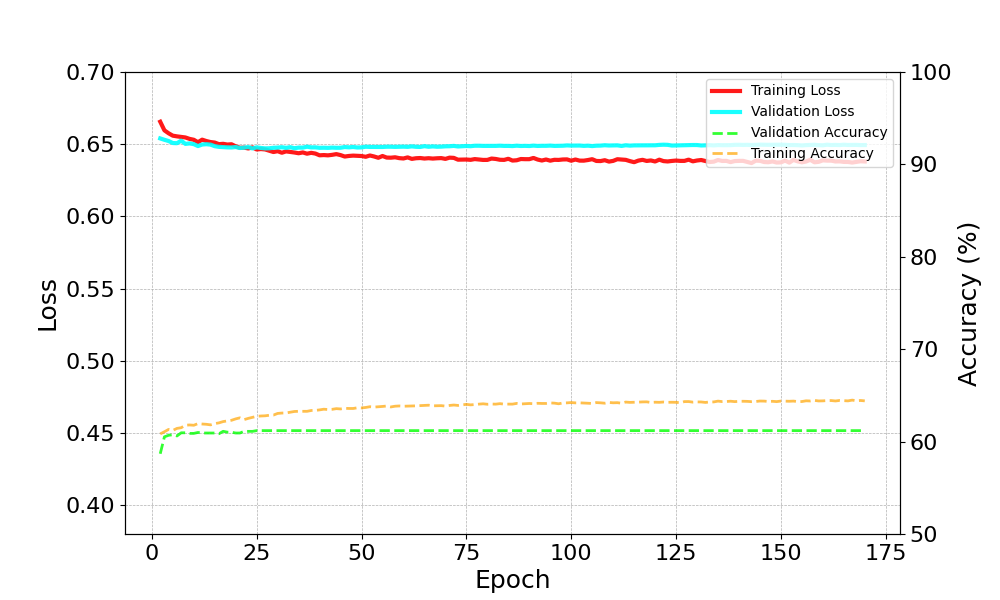 0.70
0.65
0.60
0.55
0.50
0.45
0.40
Loss
0 25 50 75 100 125 150 175
Epoch
100
90
80
70
60
50
Accuracy (%)
Training Loss
Validation Loss
Validation Accuracy
Training Accuracy